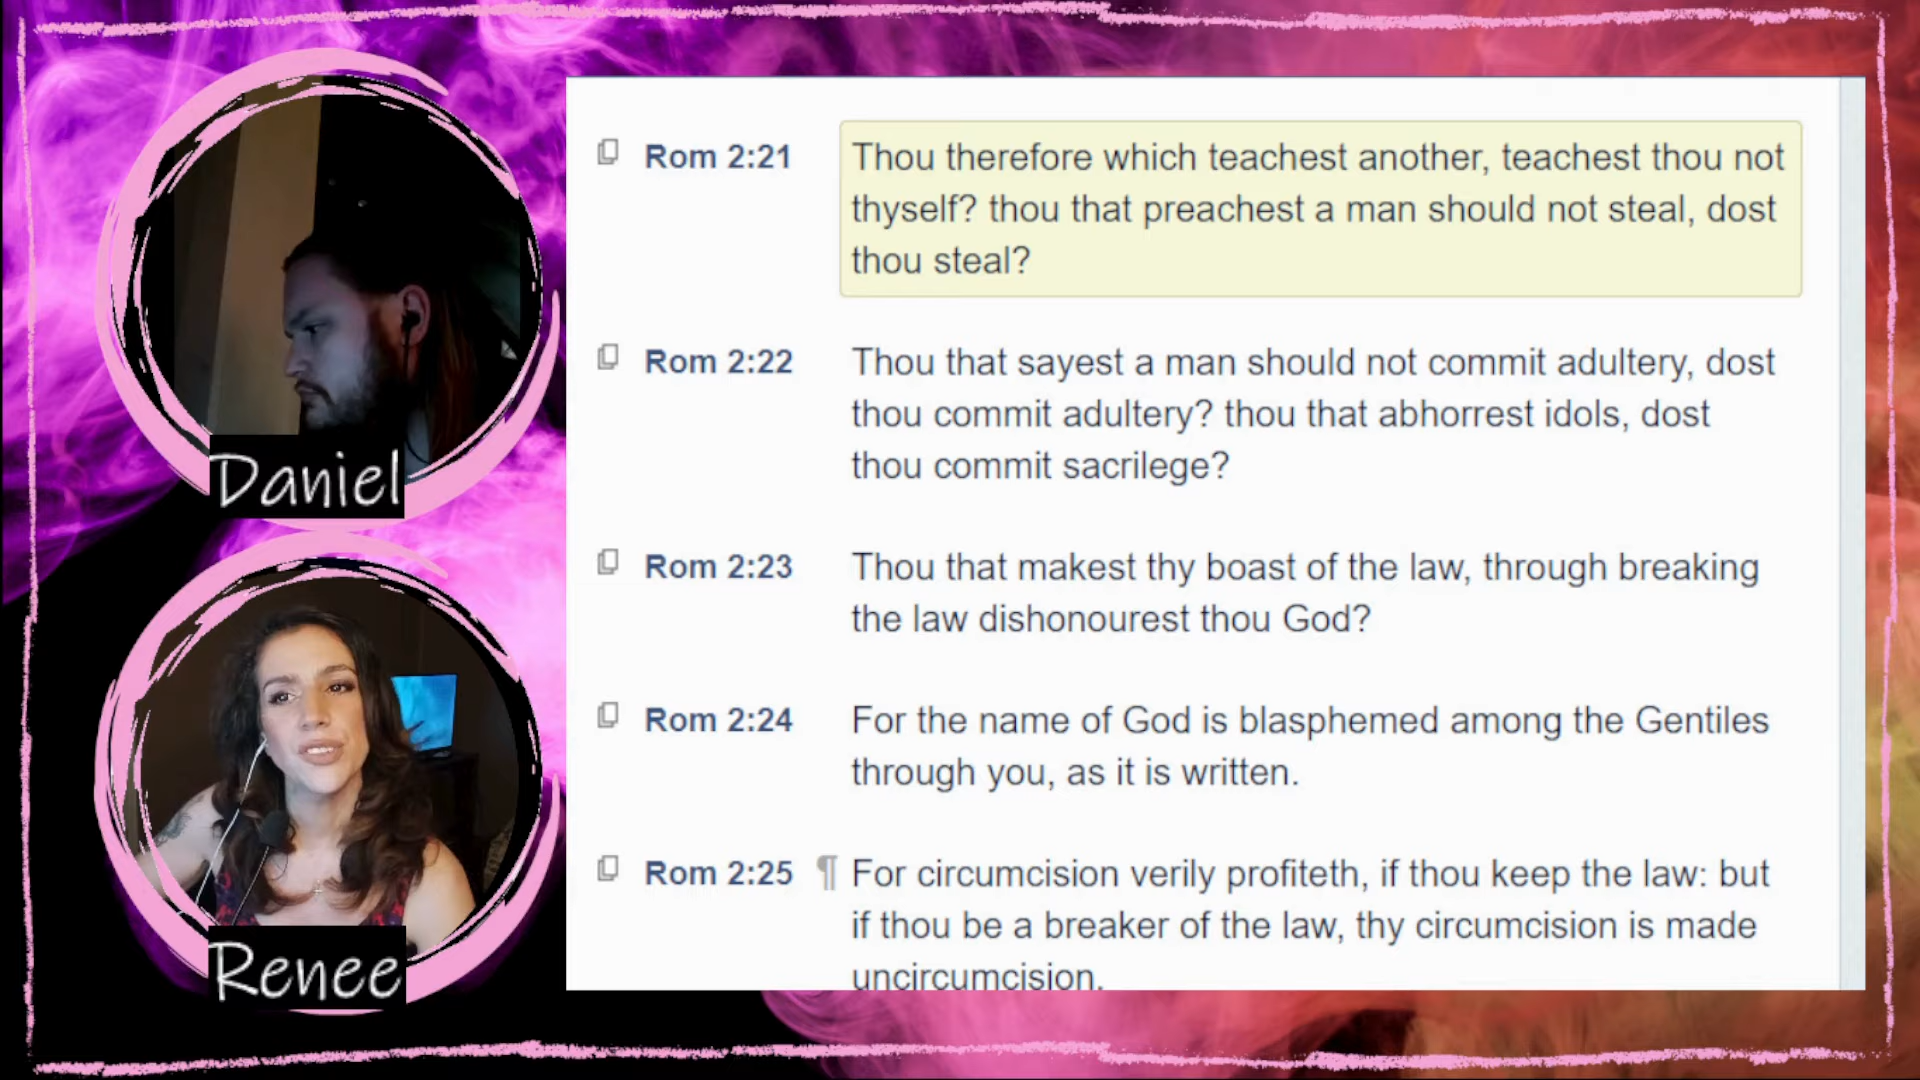 Daniel
Renee
Rom 2:21
Thou therefore which teachest another, teachest thou not
thyself? thou that preachest a man should not steal, dost
thou steal?
Rom 2:22
Thou that sayest a man should not commit adultery, dost
thou commit adultery? thou that abhorrest idols, dost
thou commit sacrilege?
Rom 2:23
Thou that makest thy boast of the law, through breaking
the law dishonourest thou God?
Rom 2:24
For the name of God is blasphemed among the Gentiles
through you, as it is written.
Rom 2:25 ¶
For circumcision verily profiteth, if thou keep the law: but
if thou be a breaker of the law, thy circumcision is made
uncircumcision.